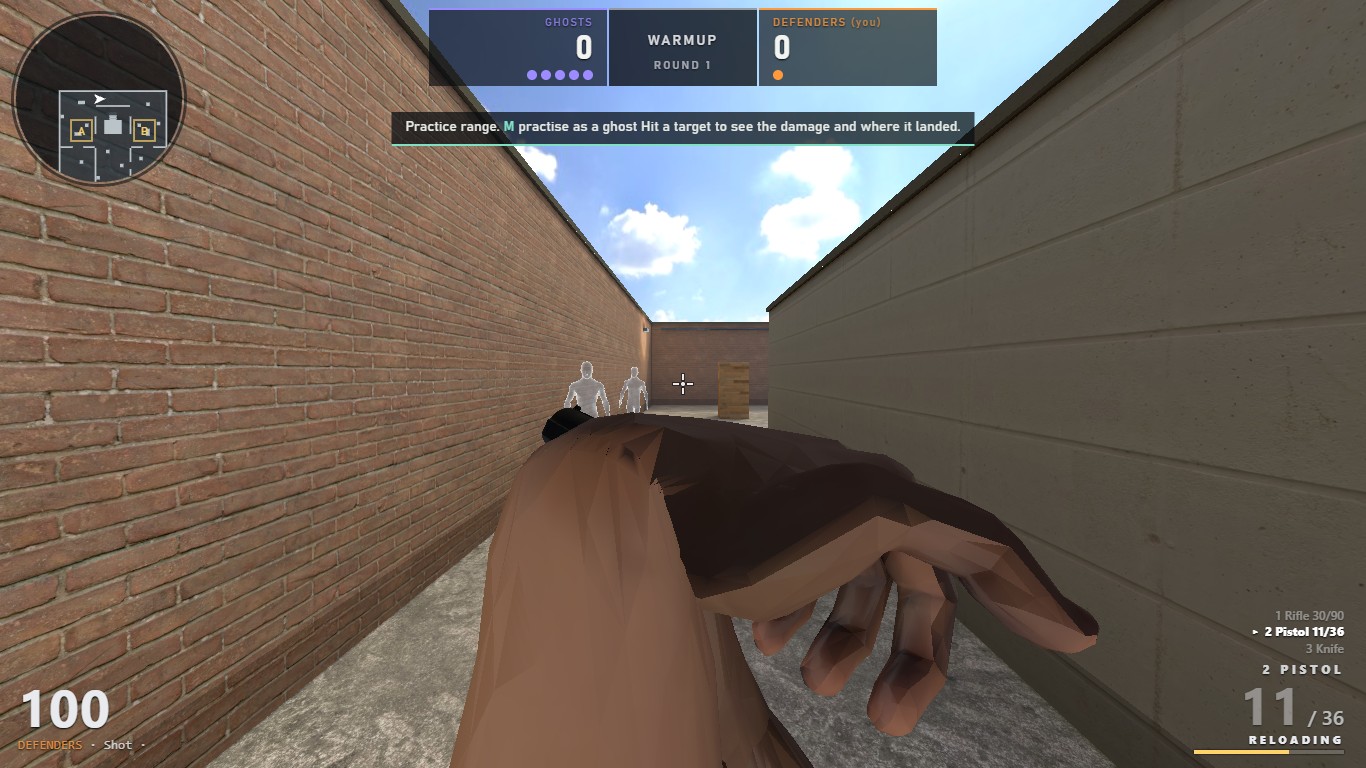 GHOSTS
0
WARMUP
ROUND 1
DEFENDERS (you)
0
A
B
Practice range. M practise as a ghost Hit a target to see the damage and where it landed.
1 Rifle 30/90
▸ 2 Pistol 11/36
3 Knife
2 PISTOL
11 / 36
RELOADING
100
DEFENDERS · Shot ·